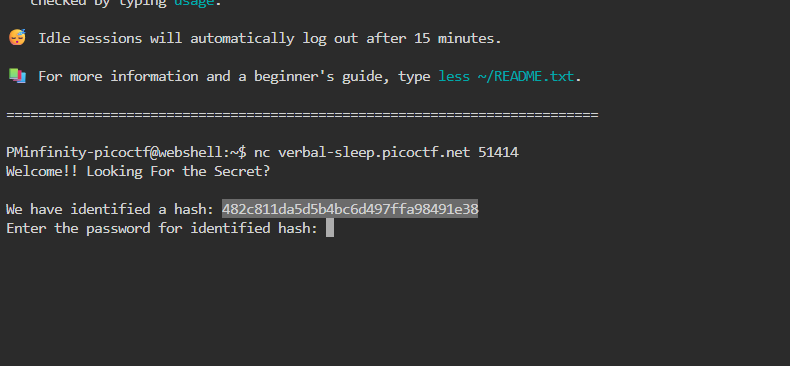 checked by typing usage.
😴 Idle sessions will automatically log out after 15 minutes.
📚 For more information and a beginner's guide, type less ~/README.txt.
==========================================================================
PMinfinity-picoctf@webshell:~$ nc verbal-sleep.picoctf.net 51414
Welcome!! Looking For the Secret?
We have identified a hash: 482c811da5d5b4bc6d497ffa98491e38
Enter the password for identified hash: